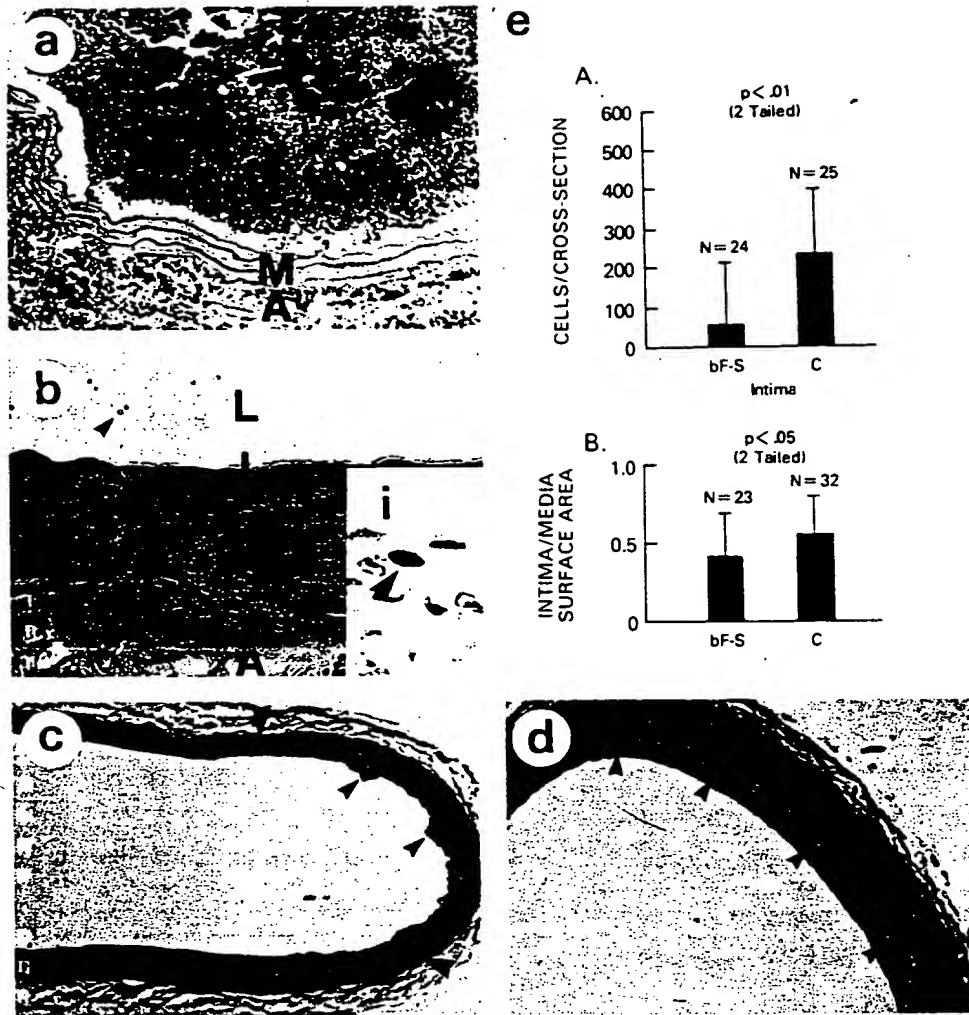 a
M
A
b
L
I
i
A
c
d
e
A.
p< .01
(2 Tailed)
CELLS/CROSS-SECTION
600
500
400
300
200
100
0
N=24
N=25
bF-S
C
Intima
B.
p< .05
(2 Tailed)
INTIMA/MEDIA
SURFACE AREA
1.0
0.5
0
N=23
N=32
bF-S
C